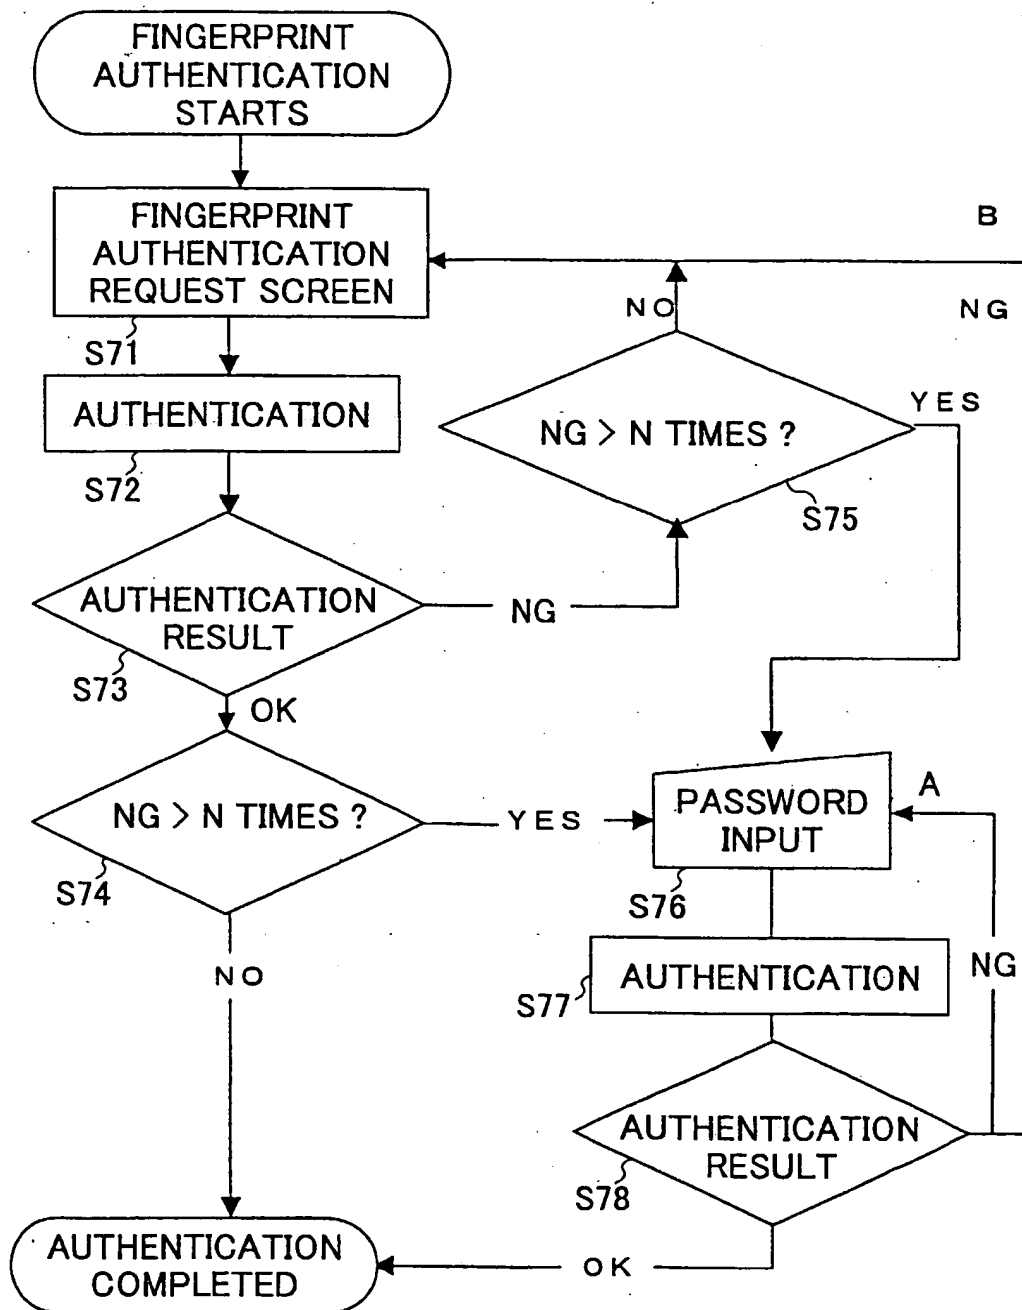 FINGERPRINT
AUTHENTICATION
STARTS
FINGERPRINT
AUTHENTICATION
REQUEST SCREEN
S71
AUTHENTICATION
S72
AUTHENTICATION
RESULT
S73
NG
OK
NG > N TIMES ?
S74
YES
NO
B
NG
NO
NG > N TIMES ?
YES
S75
PASSWORD
INPUT
A
S76
AUTHENTICATION
S77
NG
AUTHENTICATION
RESULT
S78
OK
AUTHENTICATION
COMPLETED